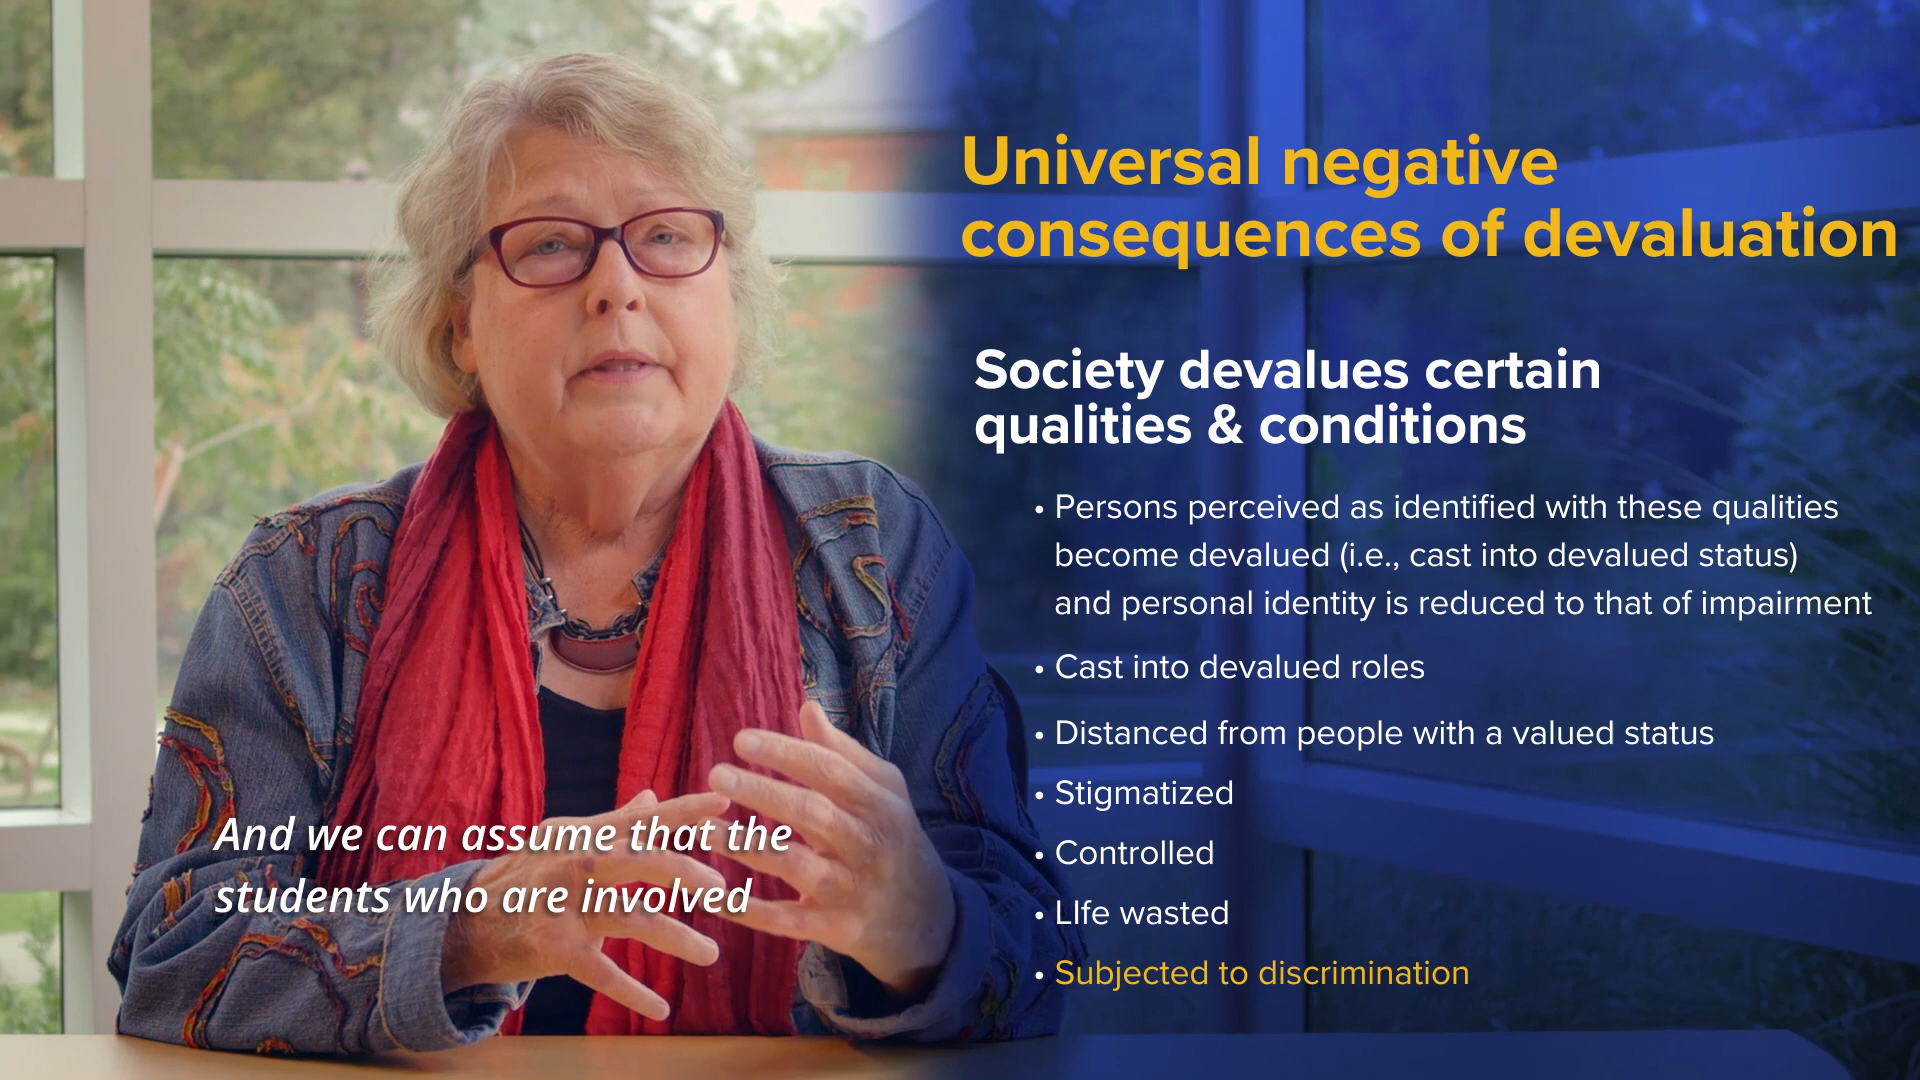 Universal negative
consequences of devaluation
Society devalues certain
qualities & conditions
• Persons perceived as identified with these qualities
become devalued (i.e., cast into devalued status)
and personal identity is reduced to that of impairment
• Cast into devalued roles
• Distanced from people with a valued status
• Stigmatized
• Controlled
• LIfe wasted
• Subjected to discrimination
And we can assume that the
students who are involved